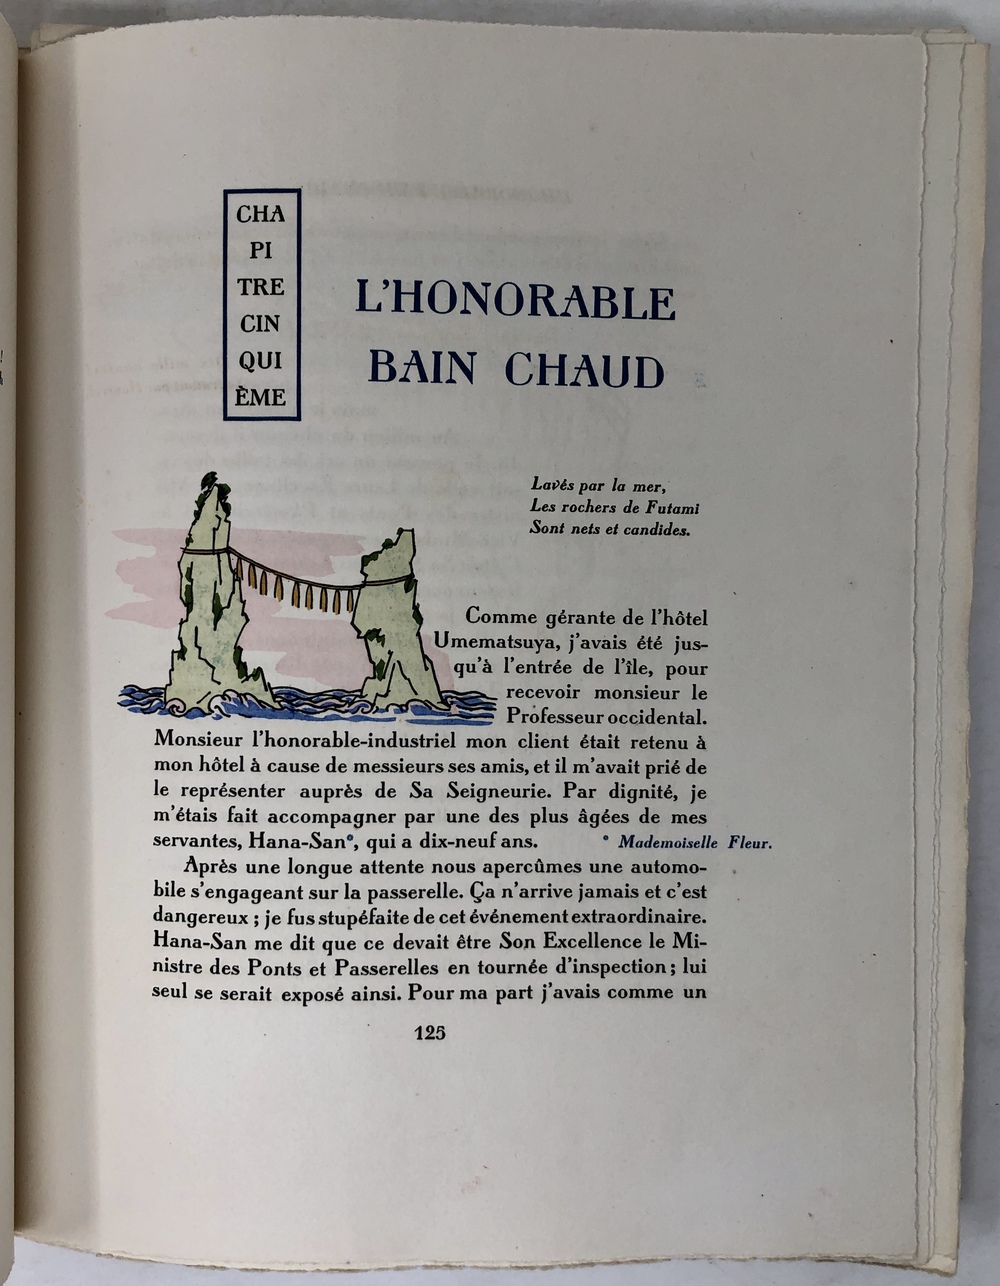 CHA
PI
TRE
CIN
QUI
ÈME
L'HONORABLE
BAIN CHAUD
Lavés par la mer,
Les rochers de Futami
Sont nets et candides.
Comme gérante de l'hôtel
Umematsuya, j'avais été jus-
qu'à l'entrée de l'île, pour
recevoir monsieur le
Professeur occidental.
Monsieur l'honorable-industriel mon client était retenu à
mon hôtel à cause de messieurs ses amis, et il m'avait prié de
le représenter auprès de Sa Seigneurie. Par dignité, je
m'étais fait accompagner par une des plus âgées de mes
servantes, Hana-San*, qui a dix-neuf ans.
* Mademoiselle Fleur.
Après une longue attente nous apercûmes une automo-
bile s'engageant sur la passerelle. Ça n'arrive jamais et c'est
dangereux ; je fus stupéfaite de cet événement extraordinaire.
Hana-San me dit que ce devait être Son Excellence le Mi-
nistre des Ponts et Passerelles en tournée d'inspection ; lui
seul se serait exposé ainsi. Pour ma part j'avais comme un
125